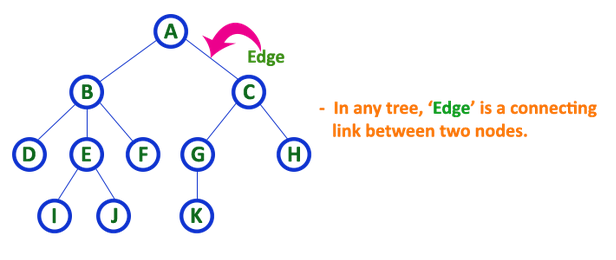 A
Edge
B
C
- In any tree, ‘Edge’ is a connecting
link between two nodes.
D
E
F
G
H
I
J
K